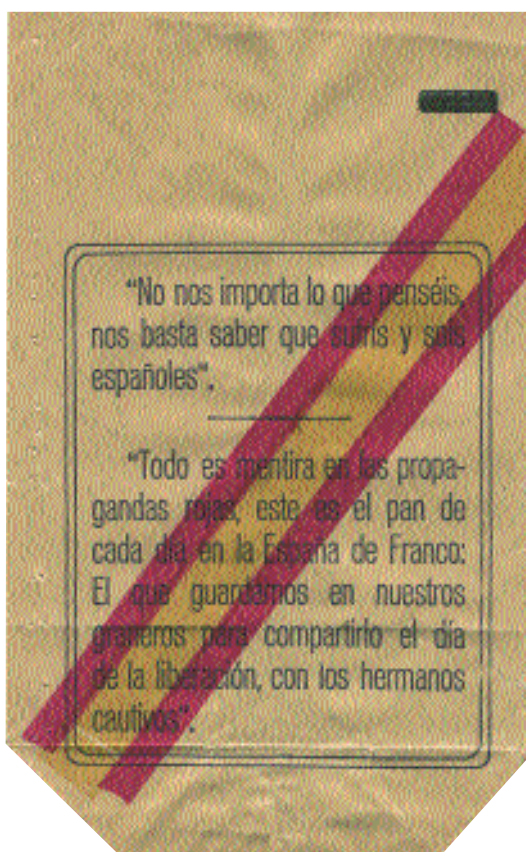 "No nos importa lo que penséis,
nos basta saber que sufrís y sois
españoles".
"Todo es mentira en las propa-
gandas rojas, este es el pan de
cada día en la España de Franco:
El que guardamos en nuestros
graneros para compartirlo el día
de la liberación, con los hermanos
cautivos".